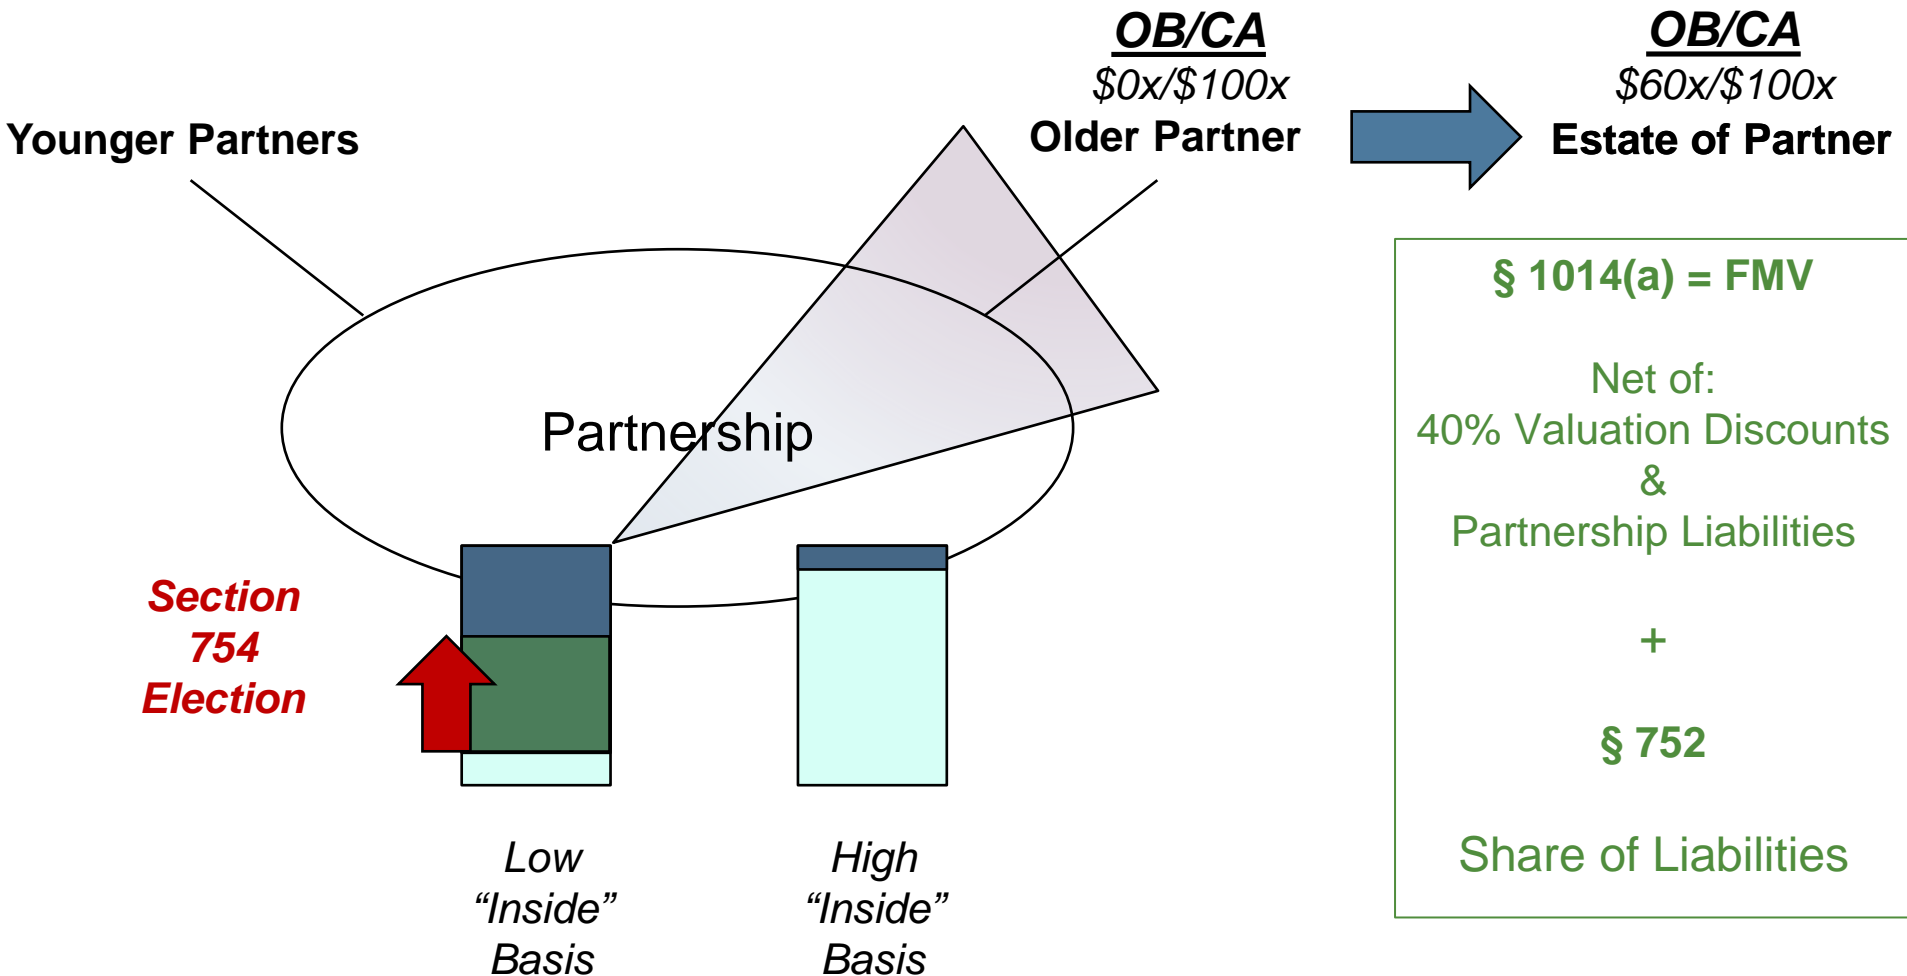 OB/CA
$0x/$100x
Older Partner
OB/CA
$60x/$100x
Estate of Partner
Younger Partners
Partnership
Section
754
Election
Low
“Inside”
Basis
High
“Inside”
Basis
§ 1014(a) = FMV
Net of:
40% Valuation Discounts
&
Partnership Liabilities
+
§ 752
Share of Liabilities